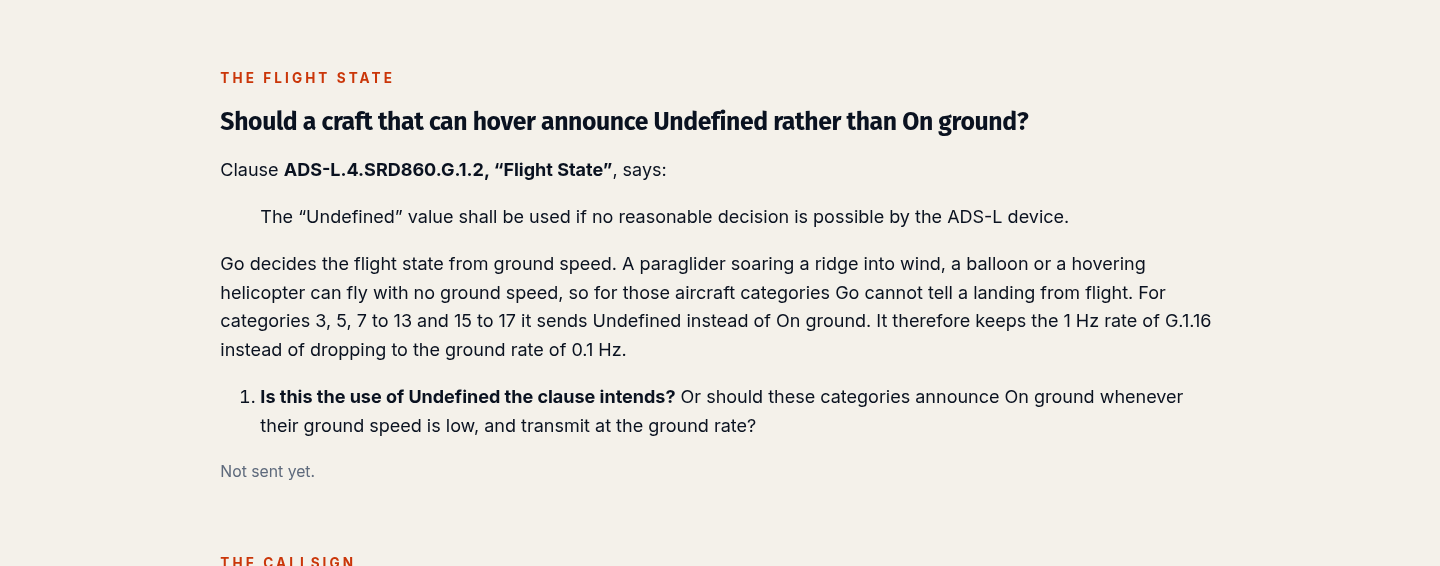 THE FLIGHT STATE
Should a craft that can hover announce Undefined rather than On ground?
Clause ADS-L.4.SRD860.G.1.2, “Flight State”, says:
The “Undefined” value shall be used if no reasonable decision is possible by the ADS-L device.
Go decides the flight state from ground speed. A paraglider soaring a ridge into wind, a balloon or a hovering
helicopter can fly with no ground speed, so for those aircraft categories Go cannot tell a landing from flight. For
categories 3, 5, 7 to 13 and 15 to 17 it sends Undefined instead of On ground. It therefore keeps the 1 Hz rate of G.1.16
instead of dropping to the ground rate of 0.1 Hz.
1. Is this the use of Undefined the clause intends? Or should these categories announce On ground whenever
their ground speed is low, and transmit at the ground rate?
Not sent yet.
THE CALLSIGN